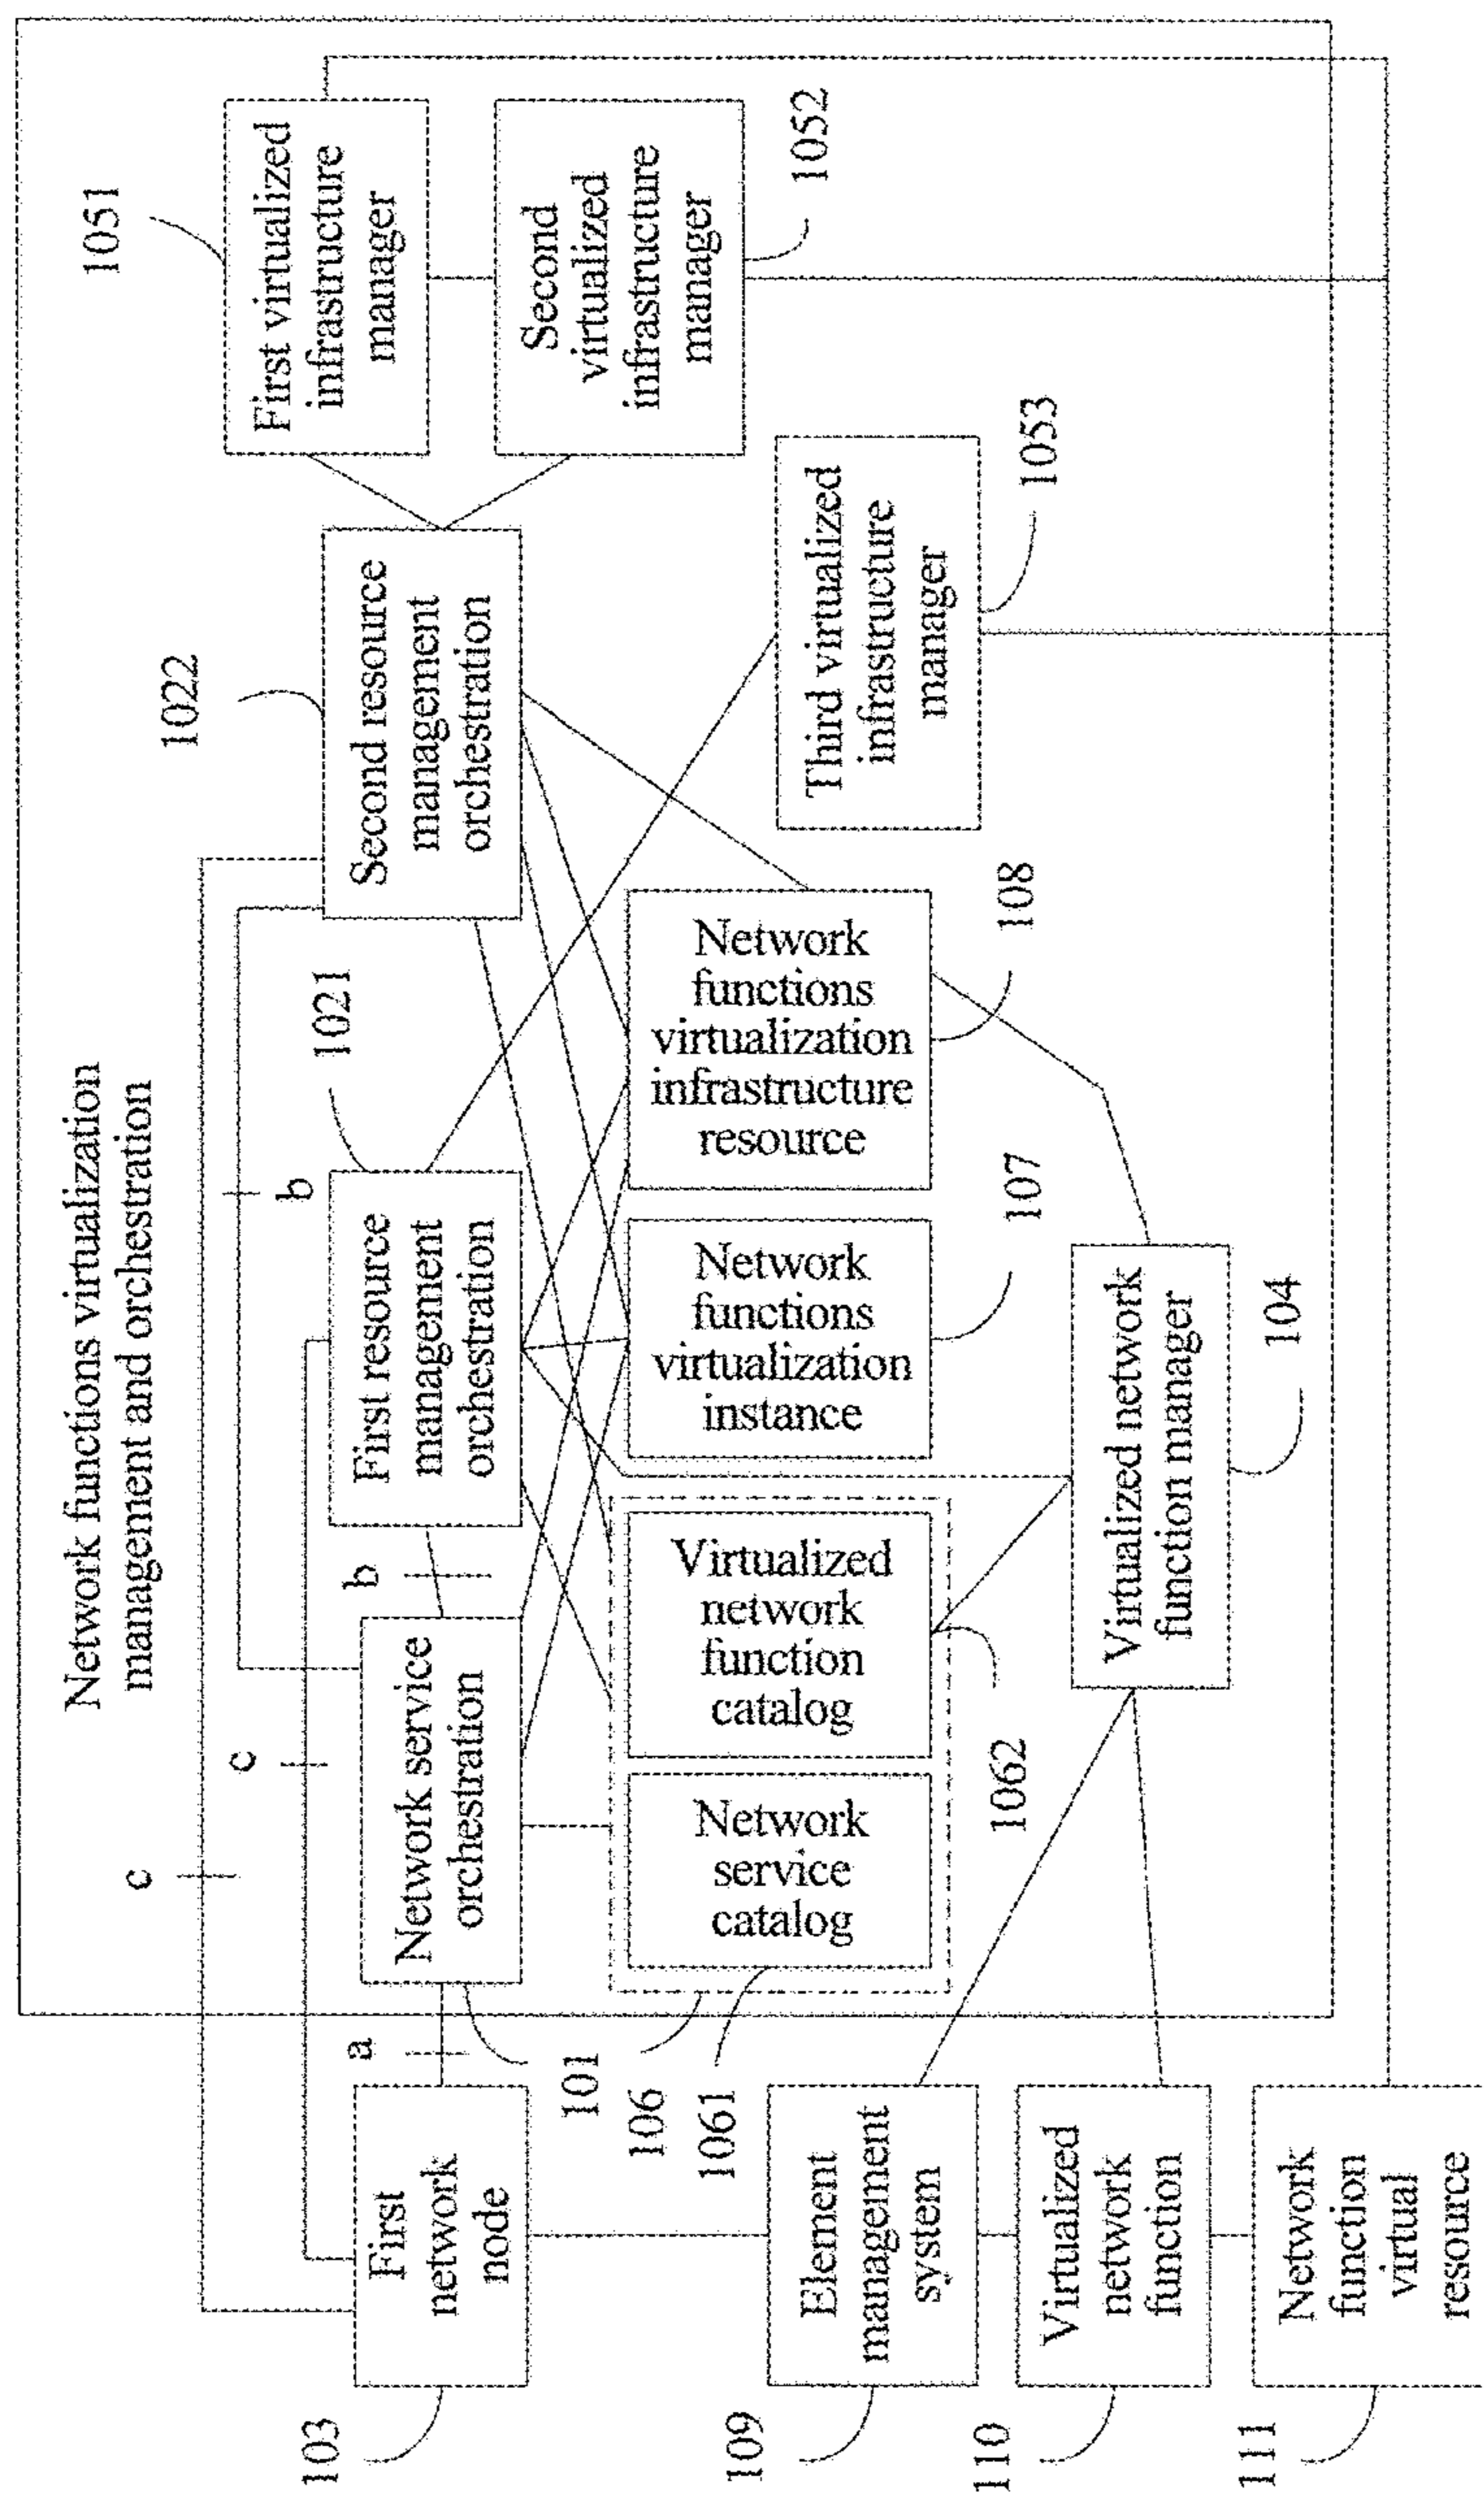 Network functions virtualization
management and orchestration
c
c
b
b
a
103
First
network
node
101
Network service
orchestration
1021
First resource
management
orchestration
1022
Second resource
management
orchestration
1051
First virtualized
infrastructure
manager
Second
virtualized
infrastructure
manager
1052
106
1061
Network
service
catalog
Virtualized
network
function
catalog
1062
Network
functions
virtualization
instance
107
Network
functions
virtualization
infrastructure
resource
108
Third virtualized
infrastructure
manager
1053
109
Element
management
system
Virtualized network
function manager
104
110
Virtualized
network
function
111
Network
function
virtual
resource